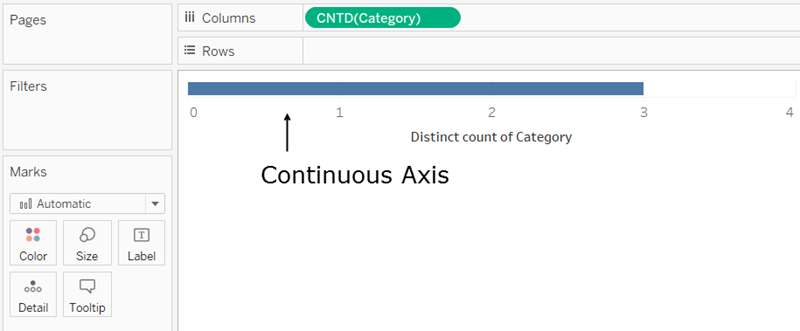 Pages
Columns
CNTD(Category)
Rows
Filters
0 1 2 3 4
Distinct count of Category
Continuous Axis
Marks
Automatic
Color Size Label
Detail Tooltip